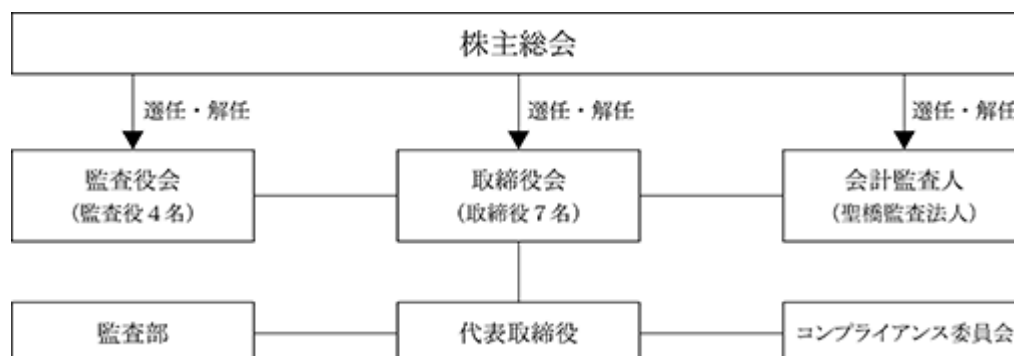 株主総会
選任・解任
選任・解任
選任・解任
監査役会
(監査役4名)
取締役会
(取締役7名)
会計監査人
(聖橋監査法人)
監査部
代表取締役
コンプライアンス委員会